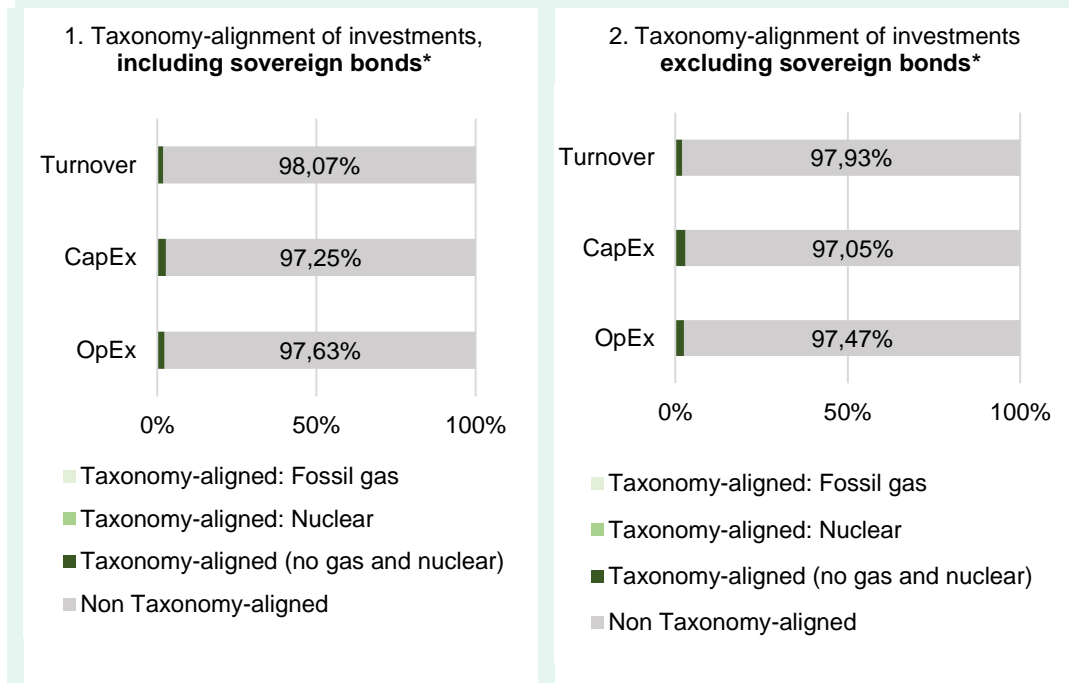 1. Taxonomy-alignment of investments,
including sovereign bonds*
Turnover
98,07%
CapEx
97,25%
OpEx
97,63%
0%
50%
100%
Taxonomy-aligned: Fossil gas
Taxonomy-aligned: Nuclear
Taxonomy-aligned (no gas and nuclear)
Non Taxonomy-aligned
2. Taxonomy-alignment of investments
excluding sovereign bonds*
Turnover
97,93%
CapEx
97,05%
OpEx
97,47%
0%
50%
100%
Taxonomy-aligned: Fossil gas
Taxonomy-aligned: Nuclear
Taxonomy-aligned (no gas and nuclear)
Non Taxonomy-aligned